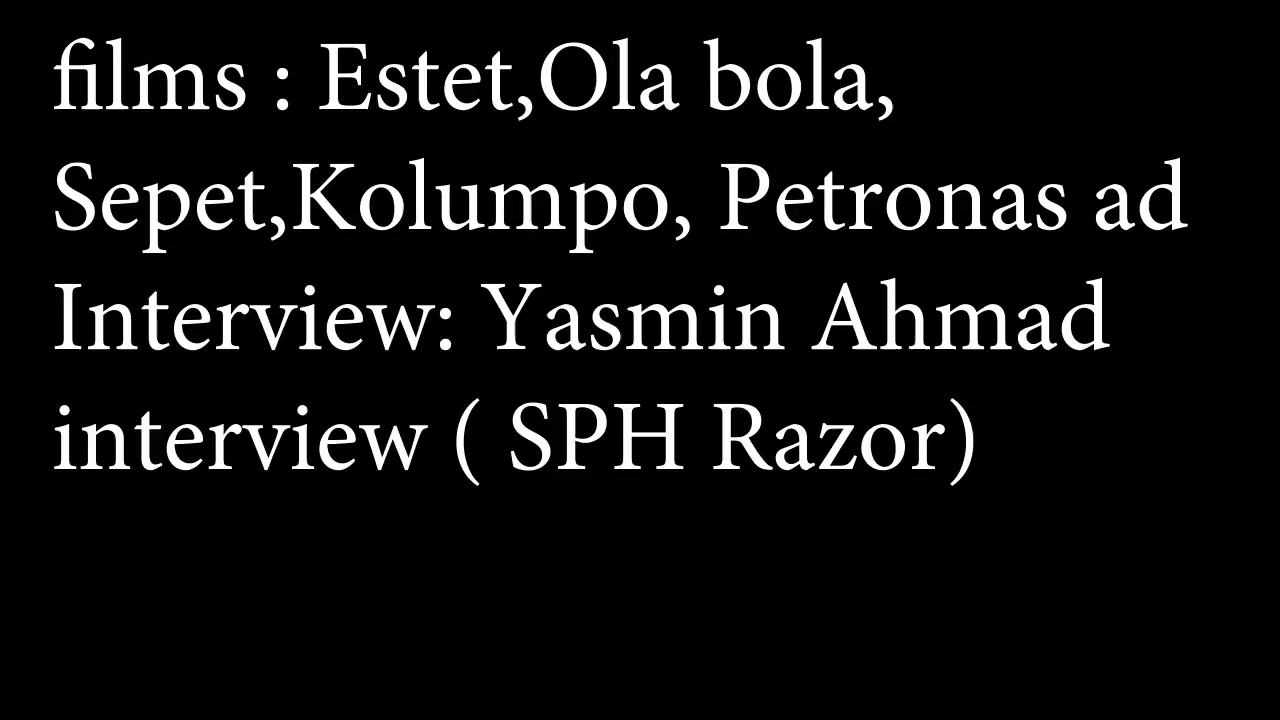 films : Estet,Ola bola,
Sepet,Kolumpo, Petronas ad
Interview: Yasmin Ahmad
interview ( SPH Razor)